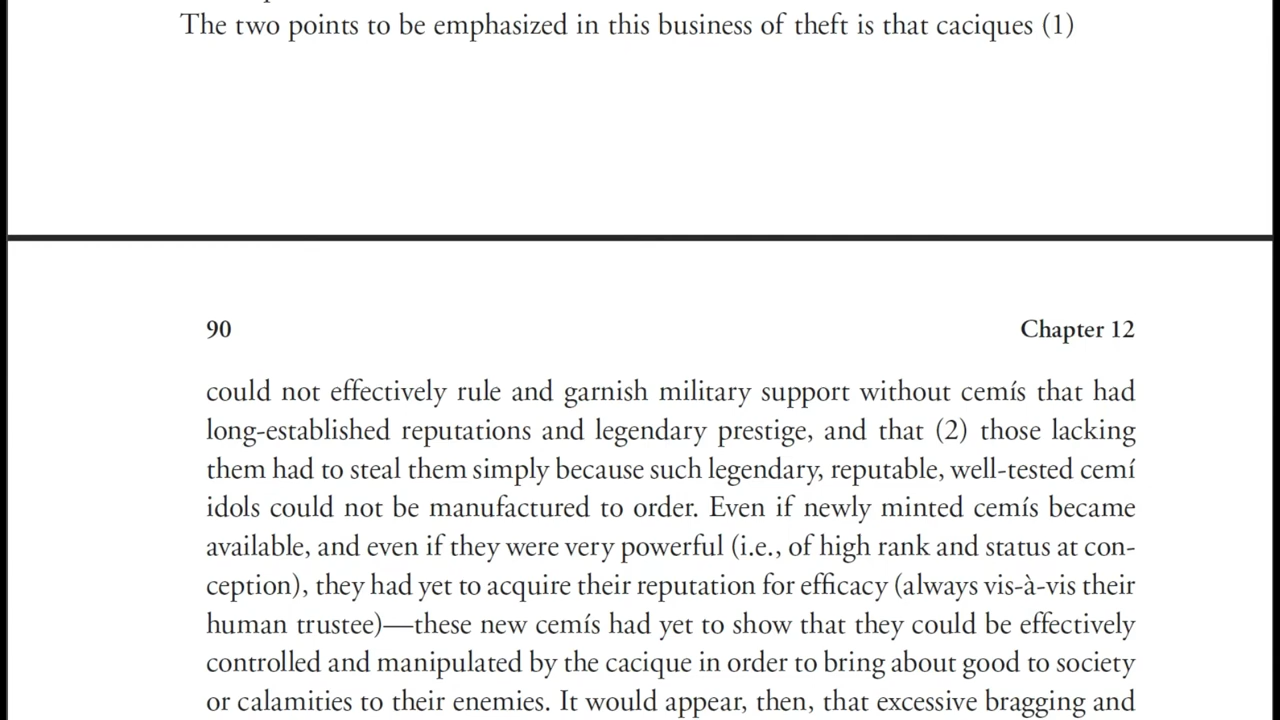 The two points to be emphasized in this business of theft is that caciques (1)
90
Chapter 12
could not effectively rule and garnish military support without cemís that had
long-established reputations and legendary prestige, and that (2) those lacking
them had to steal them simply because such legendary, reputable, well-tested cemí
idols could not be manufactured to order. Even if newly minted cemís became
available, and even if they were very powerful (i.e., of high rank and status at con-
ception), they had yet to acquire their reputation for efficacy (always vis-à-vis their
human trustee)—these new cemís had yet to show that they could be effectively
controlled and manipulated by the cacique in order to bring about good to society
or calamities to their enemies. It would appear, then, that excessive bragging and